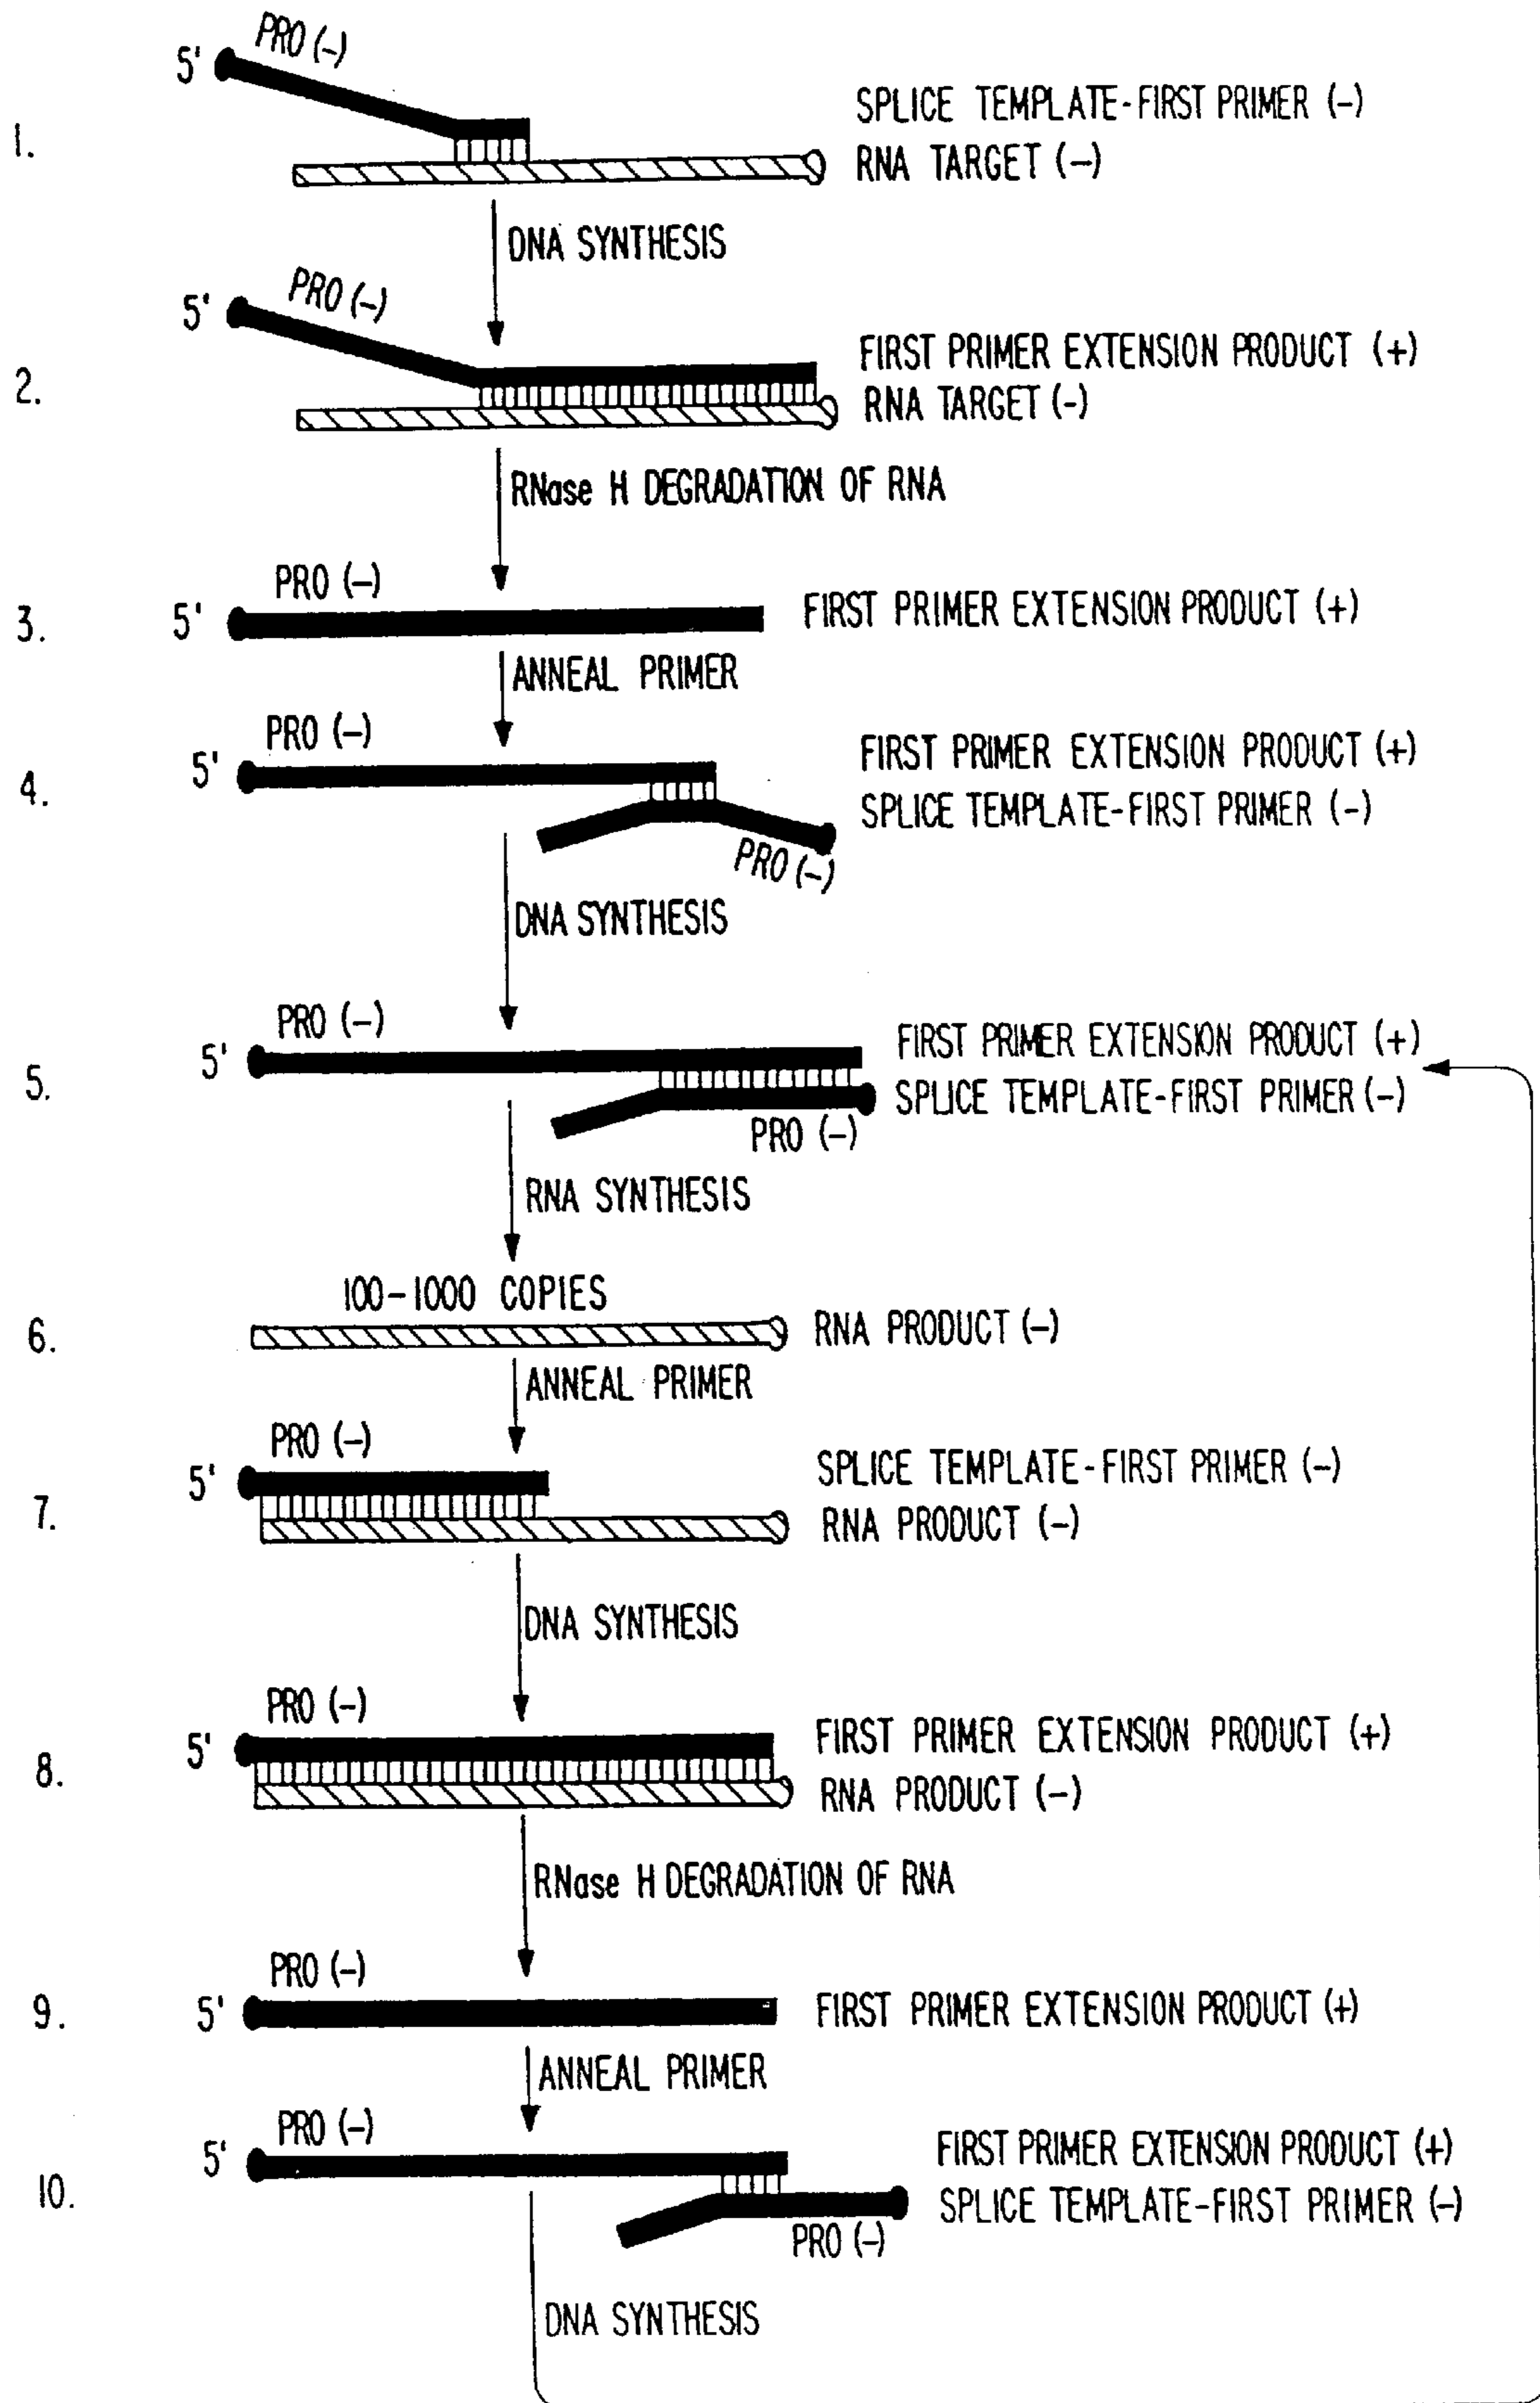 PRO (-)
5'
1.
SPLICE TEMPLATE-FIRST PRIMER (-)
RNA TARGET (-)
DNA SYNTHESIS
PRO (-)
5'
2.
FIRST PRIMER EXTENSION PRODUCT (+)
RNA TARGET (-)
RNase H DEGRADATION OF RNA
PRO (-)
3.
5'
FIRST PRIMER EXTENSION PRODUCT (+)
ANNEAL PRIMER
PRO (-)
5'
4.
FIRST PRIMER EXTENSION PRODUCT (+)
SPLICE TEMPLATE-FIRST PRIMER (-)
PRO (-)
DNA SYNTHESIS
PRO (-)
5'
5.
FIRST PRIMER EXTENSION PRODUCT (+)
SPLICE TEMPLATE-FIRST PRIMER (-)
PRO (-)
RNA SYNTHESIS
100-1000 COPIES
6.
RNA PRODUCT (-)
ANNEAL PRIMER
PRO (-)
5'
7.
SPLICE TEMPLATE-FIRST PRIMER (-)
RNA PRODUCT (-)
DNA SYNTHESIS
PRO (-)
5'
8.
FIRST PRIMER EXTENSION PRODUCT (+)
RNA PRODUCT (-)
RNase H DEGRADATION OF RNA
PRO (-)
9.
5'
FIRST PRIMER EXTENSION PRODUCT (+)
ANNEAL PRIMER
PRO (-)
5'
10.
FIRST PRIMER EXTENSION PRODUCT (+)
SPLICE TEMPLATE-FIRST PRIMER (-)
PRO (-)
DNA SYNTHESIS